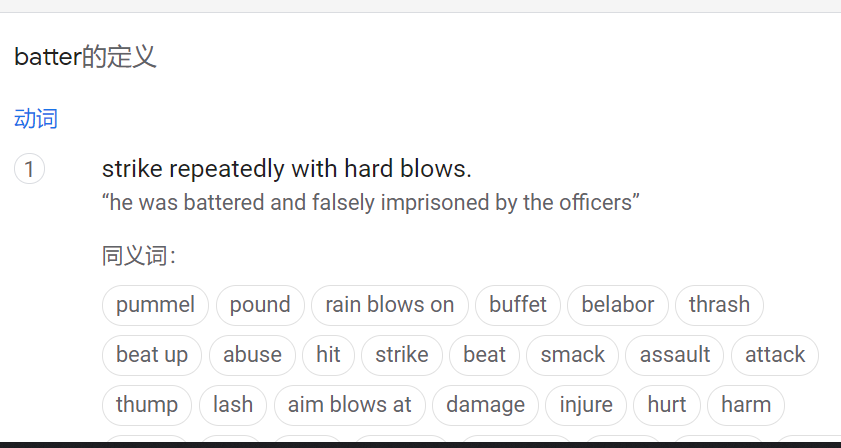 batter的定义
动词
1 strike repeatedly with hard blows.
“he was battered and falsely imprisoned by the officers”
同义词：
pummel pound rain blows on buffet belabor thrash
beat up abuse hit strike beat smack assault attack
thump lash aim blows at damage injure hurt harm